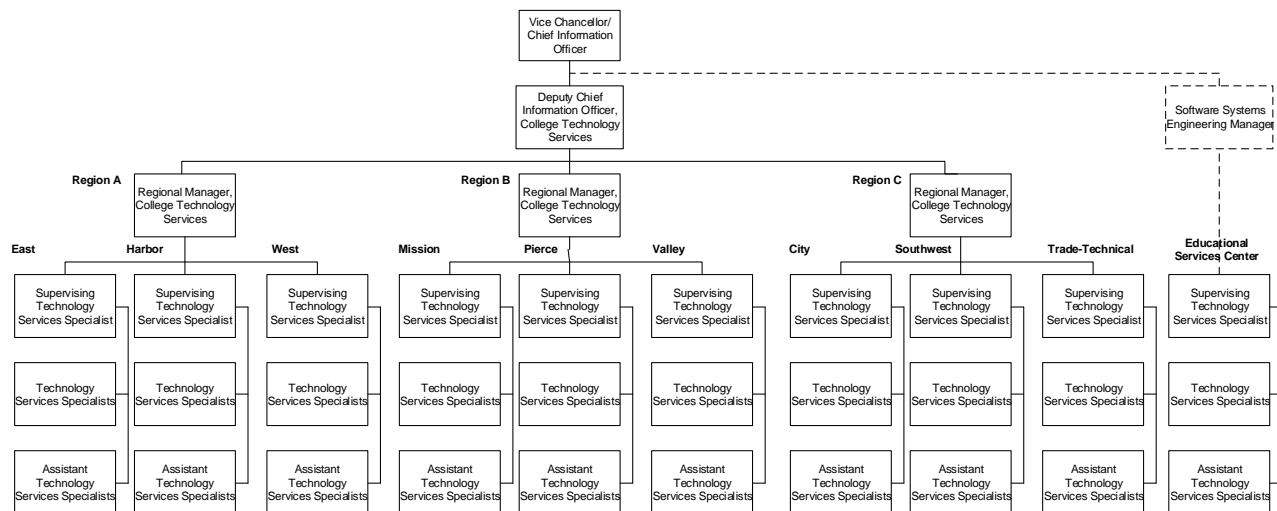 Vice Chancellor/
Chief Information
Officer
Deputy Chief
Information Officer,
College Technology
Services
Software Systems
Engineering Manager
Region A
Regional Manager,
College Technology
Services
Region B
Regional Manager,
College Technology
Services
Region C
Regional Manager,
College Technology
Services
East
Harbor
West
Mission
Pierce
Valley
City
Southwest
Trade-Technical
Educational
Services Center
Supervising
Technology
Services Specialist
Supervising
Technology
Services Specialist
Supervising
Technology
Services Specialist
Supervising
Technology
Services Specialist
Supervising
Technology
Services Specialist
Supervising
Technology
Services Specialist
Supervising
Technology
Services Specialist
Supervising
Technology
Services Specialist
Supervising
Technology
Services Specialist
Supervising
Technology
Services Specialist
Technology
Services Specialists
Technology
Services Specialists
Technology
Services Specialists
Technology
Services Specialists
Technology
Services Specialists
Technology
Services Specialists
Technology
Services Specialists
Technology
Services Specialists
Technology
Services Specialists
Technology
Services Specialists
Assistant
Technology
Services Specialists
Assistant
Technology
Services Specialists
Assistant
Technology
Services Specialists
Assistant
Technology
Services Specialists
Assistant
Technology
Services Specialists
Assistant
Technology
Services Specialists
Assistant
Technology
Services Specialists
Assistant
Technology
Services Specialists
Assistant
Technology
Services Specialists
Assistant
Technology
Services Specialists